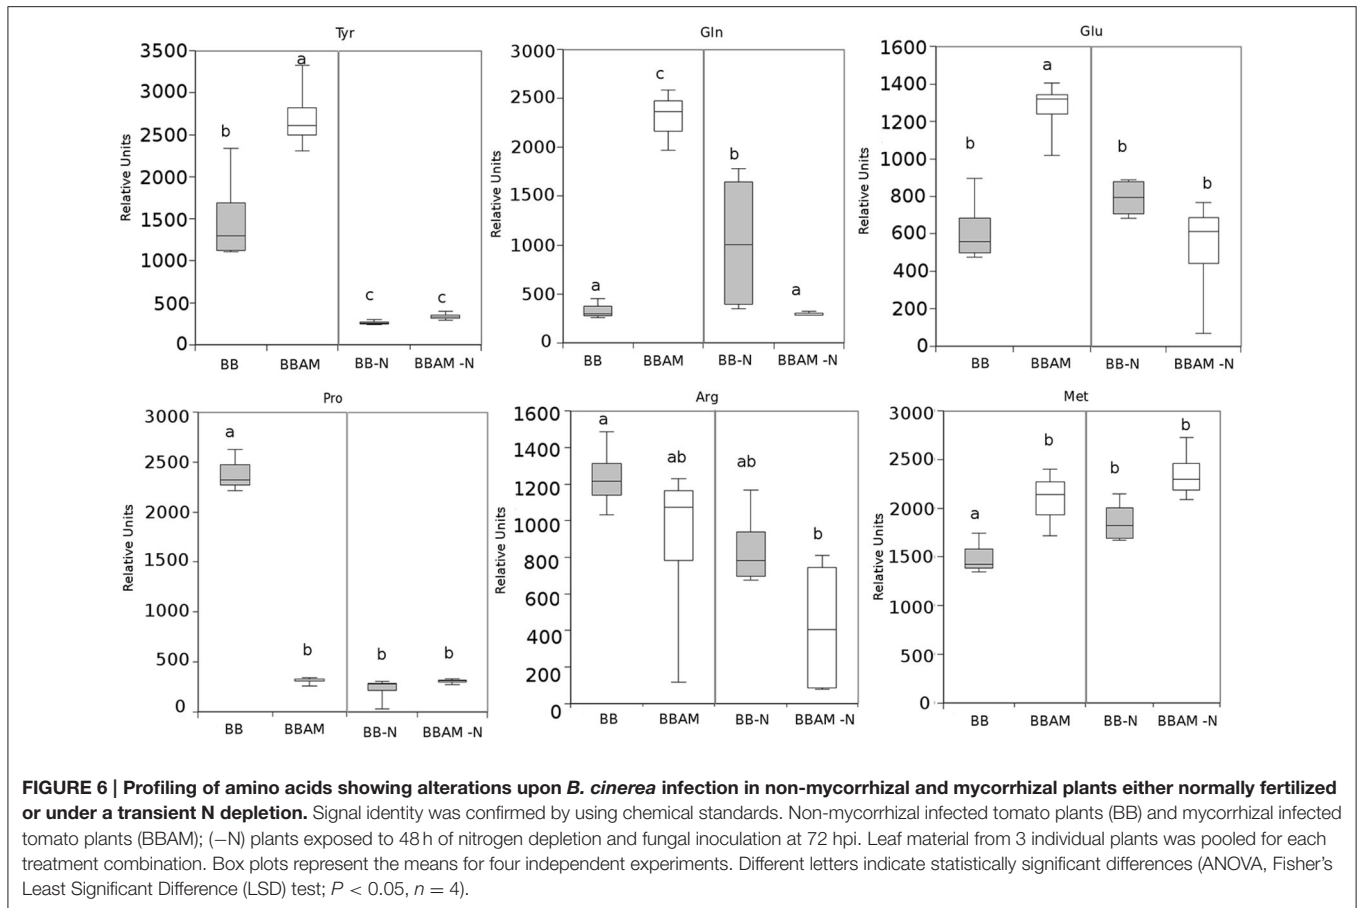 Tyr
3500
3000
2500
2000
1500
1000
500
0
Relative Units
b
a
c
c
BB
BBAM
BB-N
BBAM -N
Gln
3000
2500
2000
1500
1000
500
0
Relative Units
a
c
b
a
BB
BBAM
BB-N
BBAM -N
Glu
1600
1400
1200
1000
800
600
400
200
0
Relative Units
b
a
b
b
BB
BBAM
BB-N
BBAM -N
Pro
3000
2500
2000
1500
1000
500
0
Relative Units
a
b
b
b
BB
BBAM
BB-N
BBAM -N
Arg
1600
1400
1200
1000
800
600
400
200
0
Relative Units
a
ab
ab
b
BB
BBAM
BB-N
BBAM -N
Met
3000
2500
2000
1500
1000
500
0
Relative Units
a
b
b
b
BB
BBAM
BB-N
BBAM -N
FIGURE 6 | Profiling of amino acids showing alterations upon B. cinerea infection in non-mycorrhizal and mycorrhizal plants either normally fertilized
or under a transient N depletion. Signal identity was confirmed by using chemical standards. Non-mycorrhizal infected tomato plants (BB) and mycorrhizal infected
tomato plants (BBAM); (−N) plants exposed to 48 h of nitrogen depletion and fungal inoculation at 72 hpi. Leaf material from 3 individual plants was pooled for each
treatment combination. Box plots represent the means for four independent experiments. Different letters indicate statistically significant differences (ANOVA, Fisher's
Least Significant Difference (LSD) test; P < 0.05, n = 4).